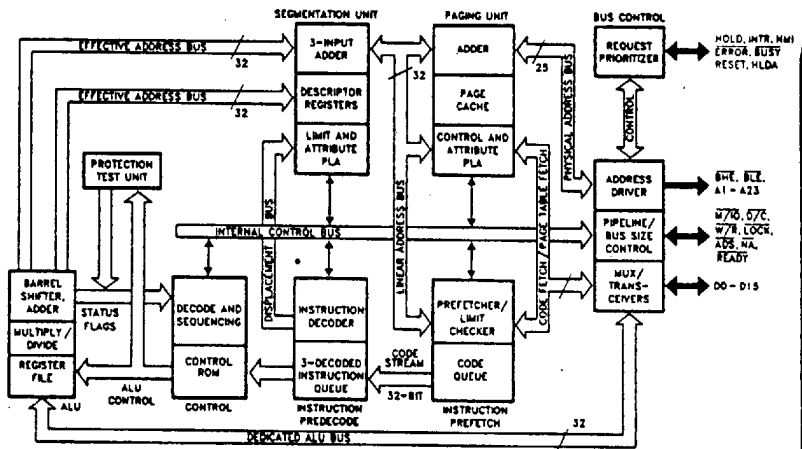 SEGMENTATION UNIT
PAGING UNIT
BUS CONTROL
EFFECTIVE ADDRESS BUS
32
3-INPUT
ADDER
DESCRIPTOR
REGISTERS
LIMIT AND
ATTRIBUTE
PLA
EFFECTIVE ADDRESS BUS
32
32
ADDER
PAGE
CACHE
CONTROL AND
ATTRIBUTE
PLA
25
PHYSICAL ADDRESS BUS
REQUEST
PRIORITIZER
HOLD, INTR, NMI
ERROR, BUSY
RESET, HLDA
CONTROL
PROTECTION
TEST UNIT
ADDRESS
DRIVER
BHE, BLE,
A1 - A23
INTERNAL CONTROL BUS
PIPELINE/
BUS SIZE
CONTROL
M/IO, D/C,
W/R, LOCK,
ADS, NA,
READY
MUX/
TRANS-
CEIVERS
D0 - D15
DISPLACEMENT BUS
LINEAR ADDRESS BUS
CODE FETCH/PAGE TABLE FETCH
BARREL
SHIFTER,
ADDER
MULTIPLY/
DIVIDE
REGISTER
FILE
ALU
STATUS
FLAGS
ALU
CONTROL
DECODE AND
SEQUENCING
CONTROL
ROM
CONTROL
INSTRUCTION
DECODER
3-DECODED
INSTRUCTION
QUEUE
INSTRUCTION
PREDECODE
CODE
STREAM
32-BIT
PREFETCHER/
LIMIT
CHECKER
CODE
QUEUE
INSTRUCTION
PREFETCH
DEDICATED ALU BUS
32